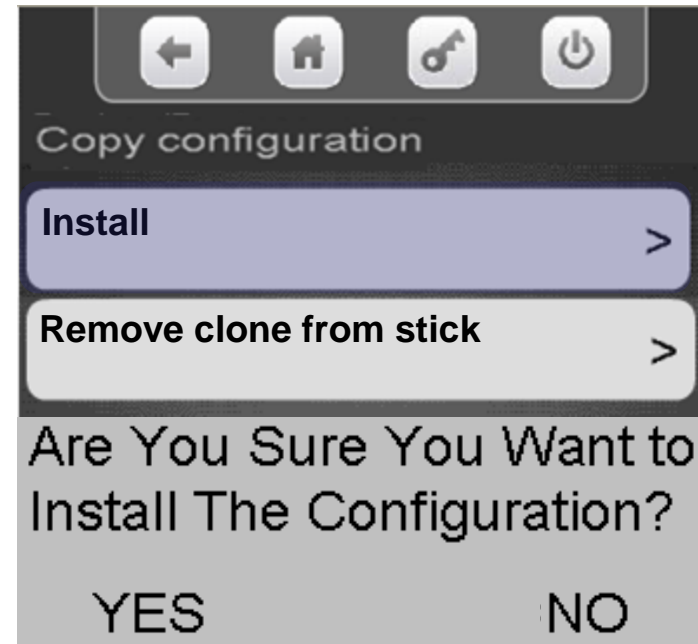 Copy configuration
Install
>
Remove clone from stick
>
Are You Sure You Want to
Install The Configuration?
YES NO